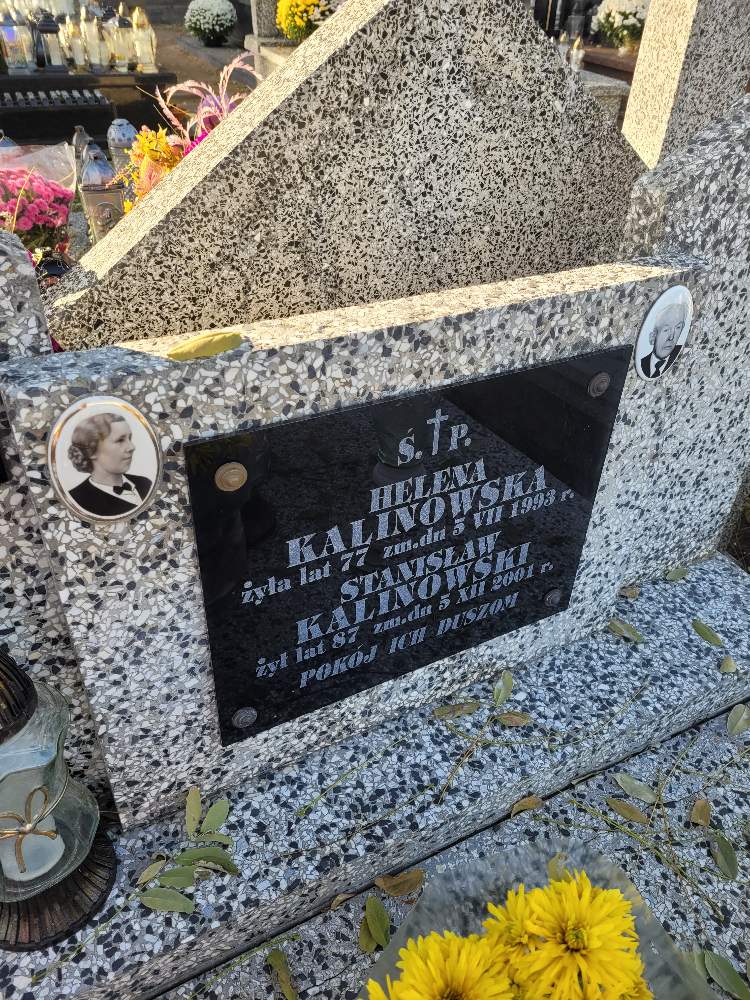 Ś. † P.
HELENA
KALINOWSKA
żyła lat 77 zm.dn 5 VII 1993 r.
STANISŁAW
KALINOWSKI
żył lat 87 zm.dn 5 XII 2001 r.
POKÓJ ICH DUSZOM